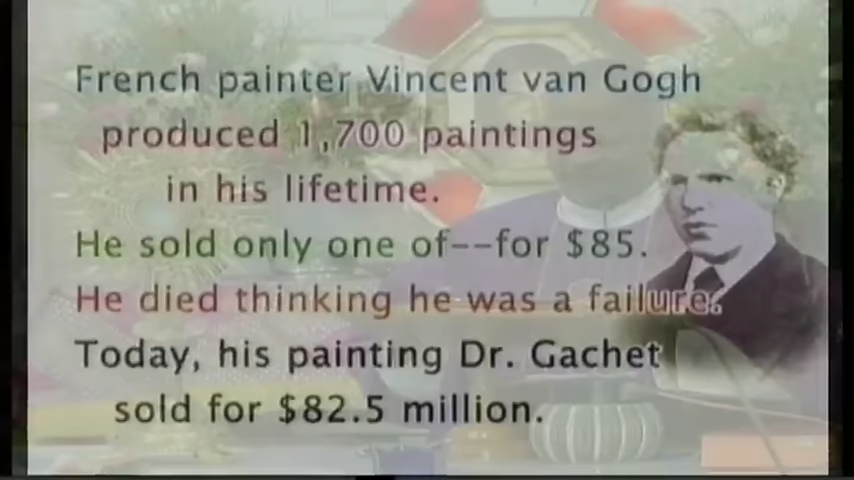 French painter Vincent van Gogh
produced 1,700 paintings
in his lifetime.
He sold only one of--for $85.
He died thinking he was a failure.
Today, his painting Dr. Gachet
sold for $82.5 million.